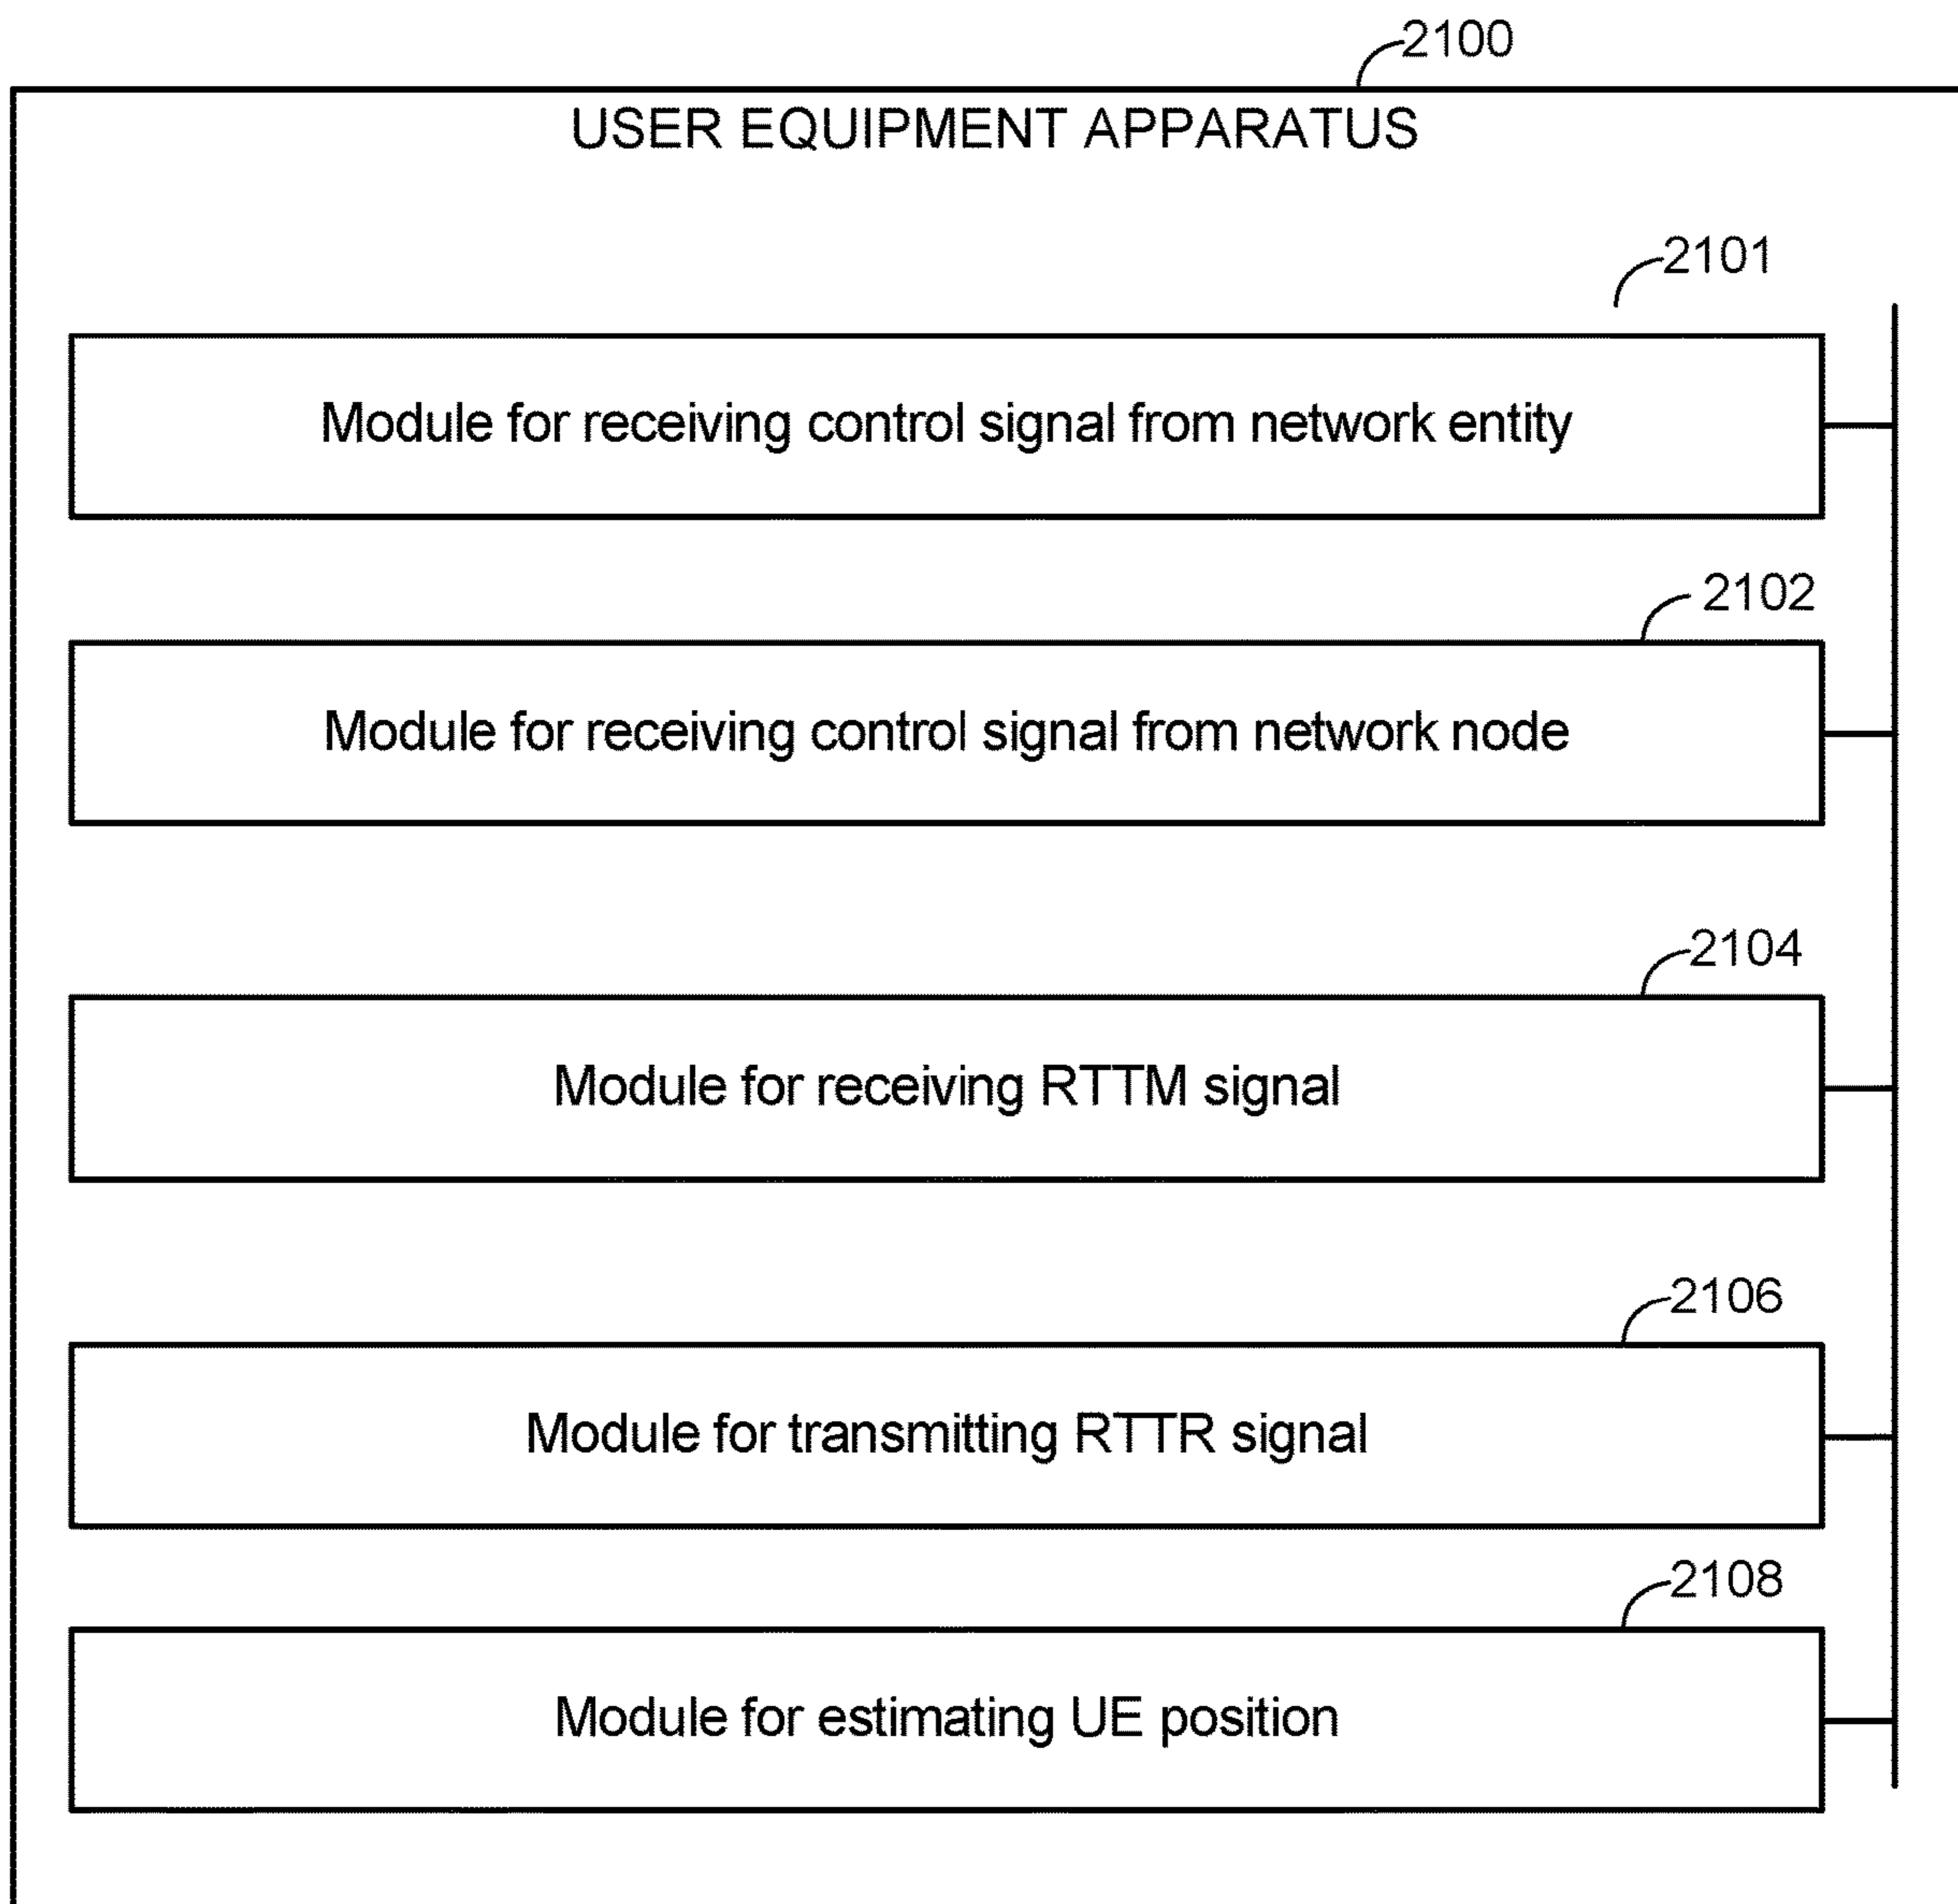 2100
USER EQUIPMENT APPARATUS
2101
Module for receiving control signal from network entity
2102
Module for receiving control signal from network node
2104
Module for receiving RTTM signal
2106
Module for transmitting RTTR signal
2108
Module for estimating UE position